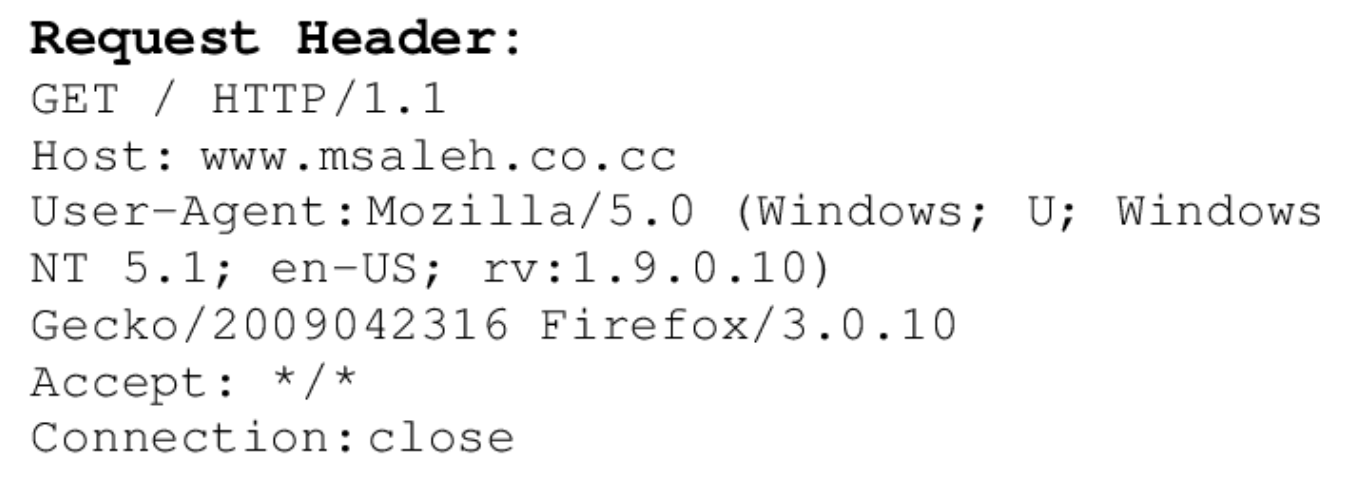 Request Header:
GET / HTTP/1.1
Host: www.msaleh.co.cc
User-Agent:Mozilla/5.0 (Windows; U; Windows
NT 5.1; en-US; rv:1.9.0.10)
Gecko/2009042316 Firefox/3.0.10
Accept: */*
Connection:close